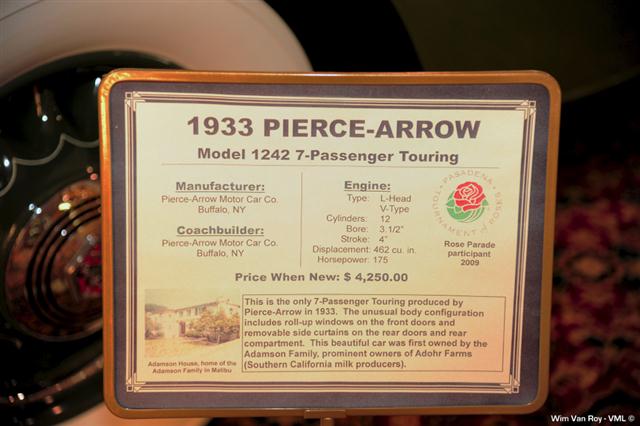 1933 PIERCE-ARROW
Model 1242 7-Passenger Touring
Manufacturer:
Pierce-Arrow Motor Car Co.
Buffalo, NY
Coachbuilder:
Pierce-Arrow Motor Car Co.
Buffalo, NY
Engine:
Type: L-Head
V-Type
Cylinders: 12
Bore: 3.1/2"
Stroke: 4"
Displacement: 462 cu. in.
Horsepower: 175
PASADENA
TOURNAMENT of ROSES
Rose Parade
participant
2009
Price When New: $ 4,250.00
Adamson House, home of the
Adamson Family in Malibu
This is the only 7-Passenger Touring produced by
Pierce-Arrow in 1933. The unusual body configuration
includes roll-up windows on the front doors and
removable side curtains on the rear doors and rear
compartment. This beautiful car was first owned by the
Adamson Family, prominent owners of Adohr Farms
(Southern California milk producers).
Wim Van Roy - VML ©